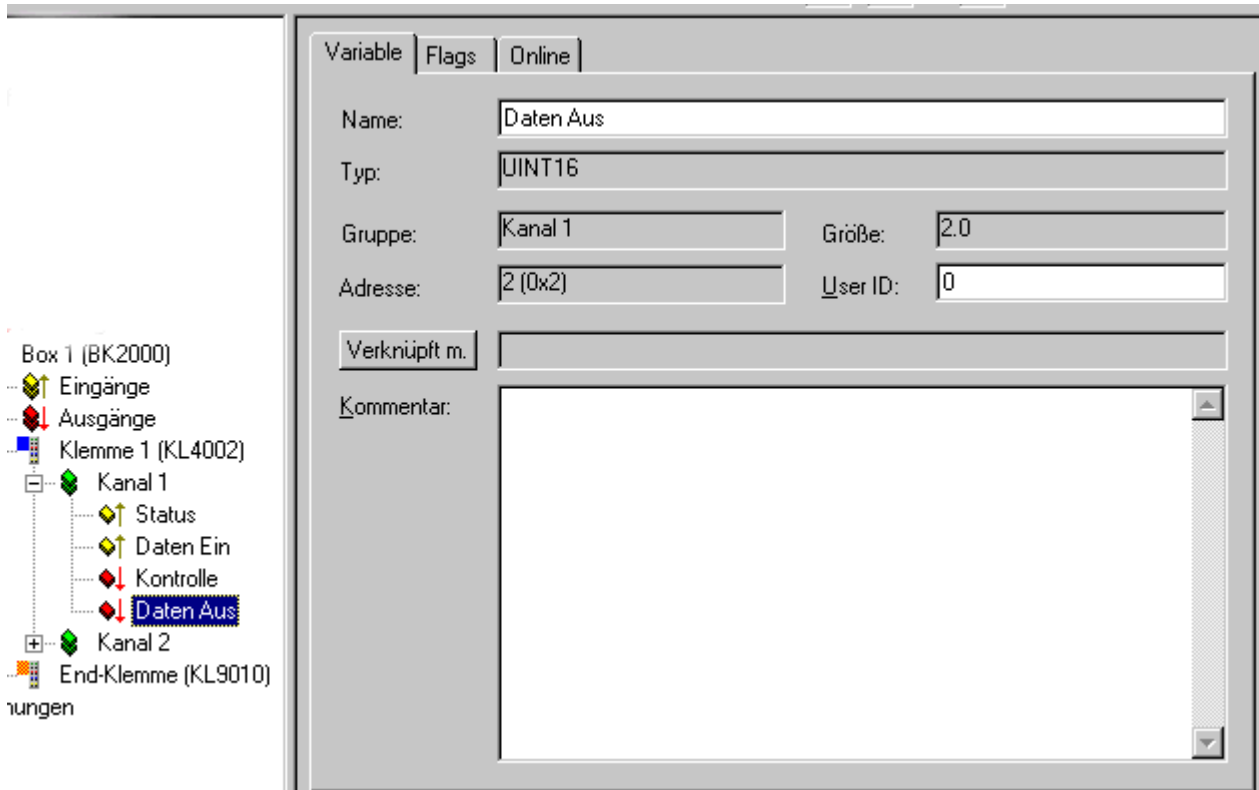 Variable
Flags
Online
Name:
Daten Aus
Typ:
UINT16
Gruppe:
Kanal 1
Größe:
2.0
Adresse:
2 (0x2)
User ID:
0
Verknüpft m.
Kommentar:
Box 1 (BK2000)
Eingänge
Ausgänge
Klemme 1 (KL4002)
Kanal 1
Status
Daten Ein
Kontrolle
Daten Aus
Kanal 2
End-Klemme (KL9010)
nungen